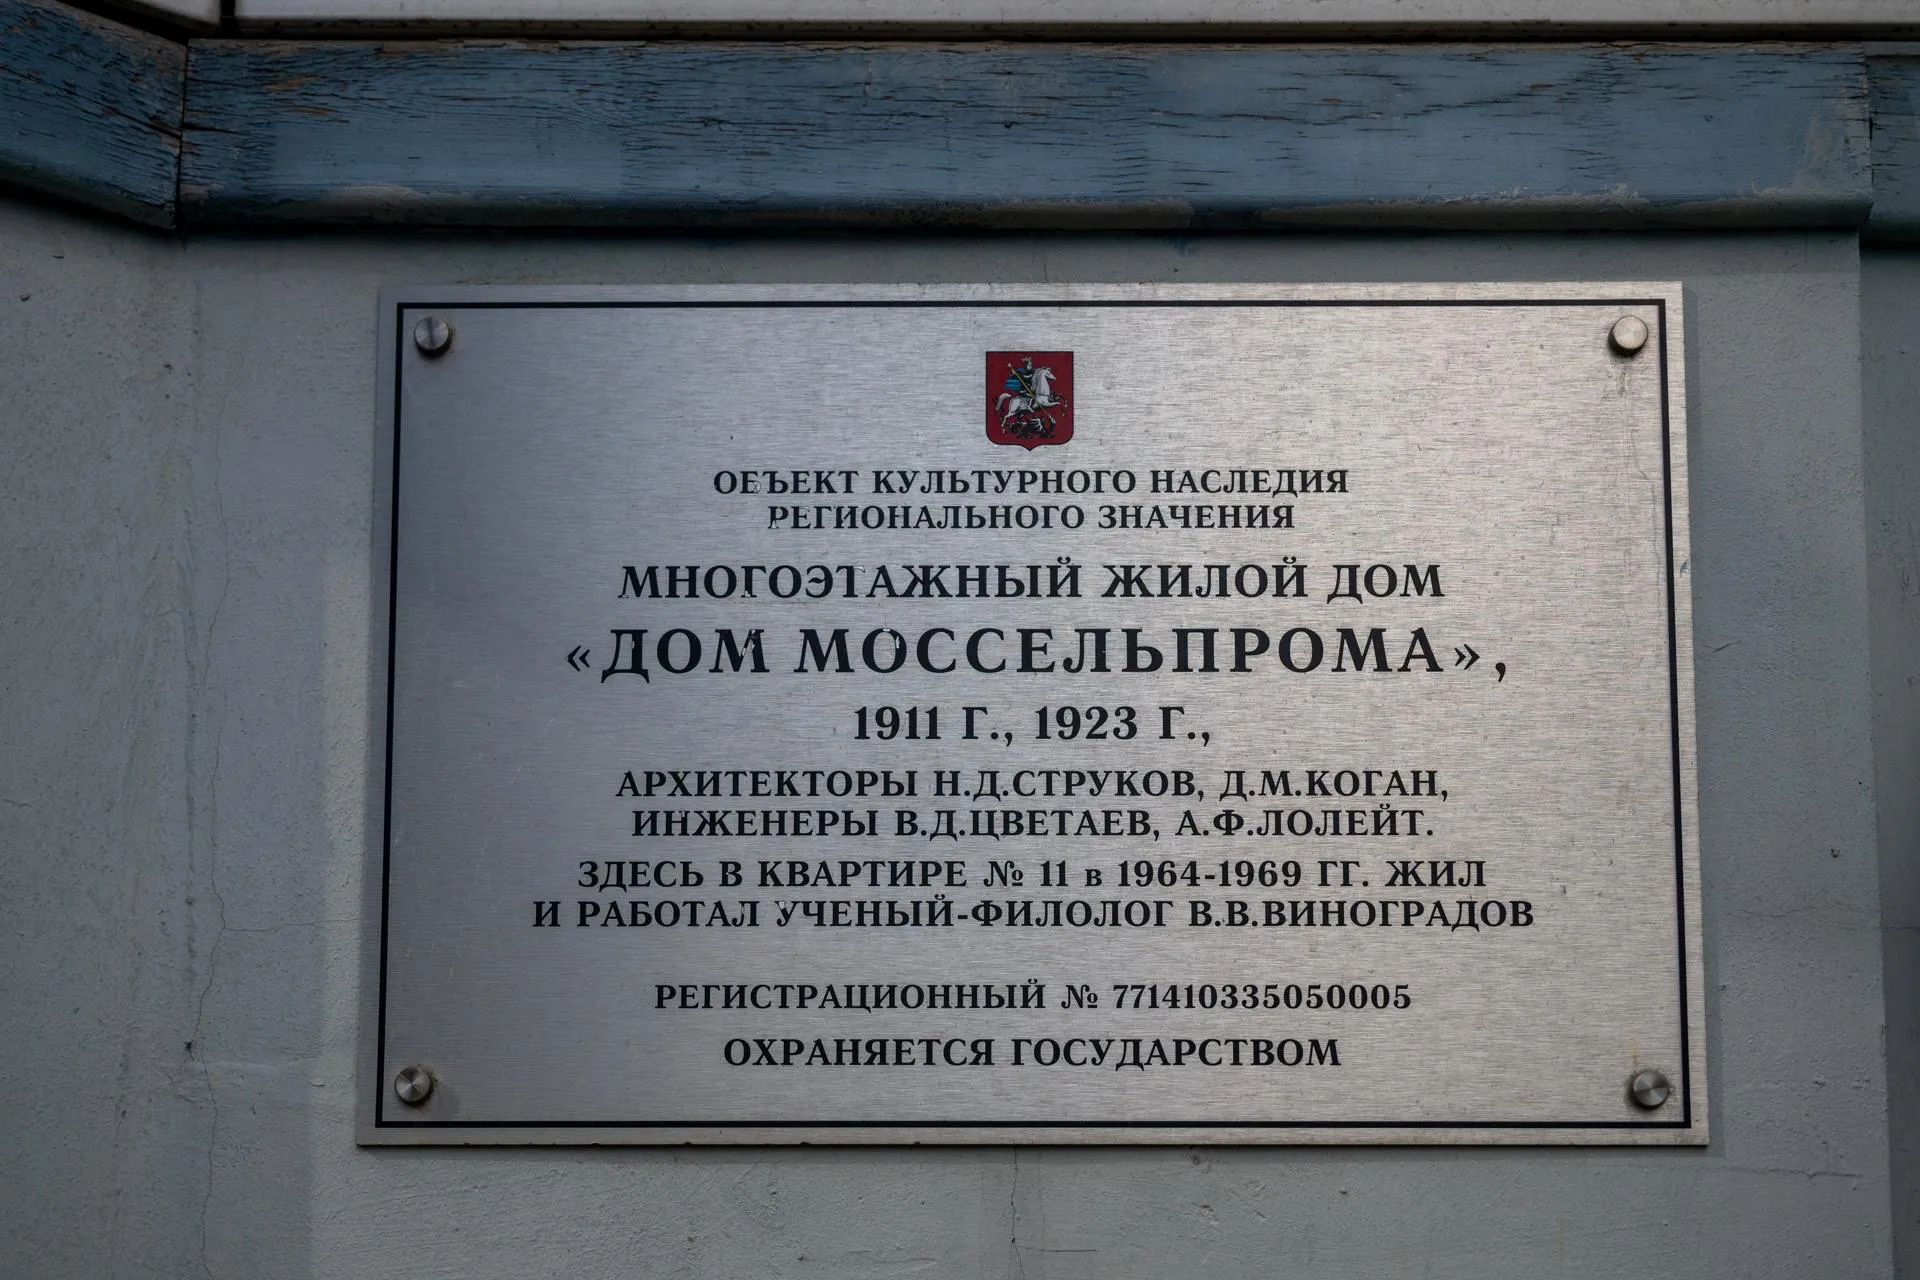 ОБЪЕКТ КУЛЬТУРНОГО НАСЛЕДИЯ
РЕГИОНАЛЬНОГО ЗНАЧЕНИЯ
МНОГОЭТАЖНЫЙ ЖИЛОЙ ДОМ
«ДОМ МОССЕЛЬПРОМА»,
1911 Г., 1923 Г.,
АРХИТЕКТОРЫ Н.Д.СТРУКОВ, Д.М.КОГАН,
ИНЖЕНЕРЫ В.Д.ЦВЕТАЕВ, А.Ф.ЛОЛЕЙТ.
ЗДЕСЬ В КВАРТИРЕ № 11 в 1964-1969 ГГ. ЖИЛ
И РАБОТАЛ УЧЕНЫЙ-ФИЛОЛОГ В.В.ВИНОГРАДОВ
РЕГИСТРАЦИОННЫЙ № 771410335050005
ОХРАНЯЕТСЯ ГОСУДАРСТВОМ